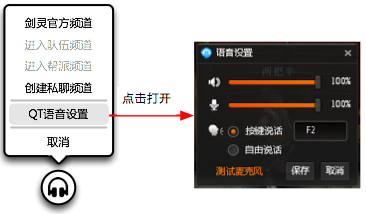 剑灵官方频道
进入队伍频道
进入帮派频道
创建私聊频道
QT语音设置
取消
点击打开
语音设置
100%
100%
按键说话
F2
自由说话
测试麦克风
保存
取消